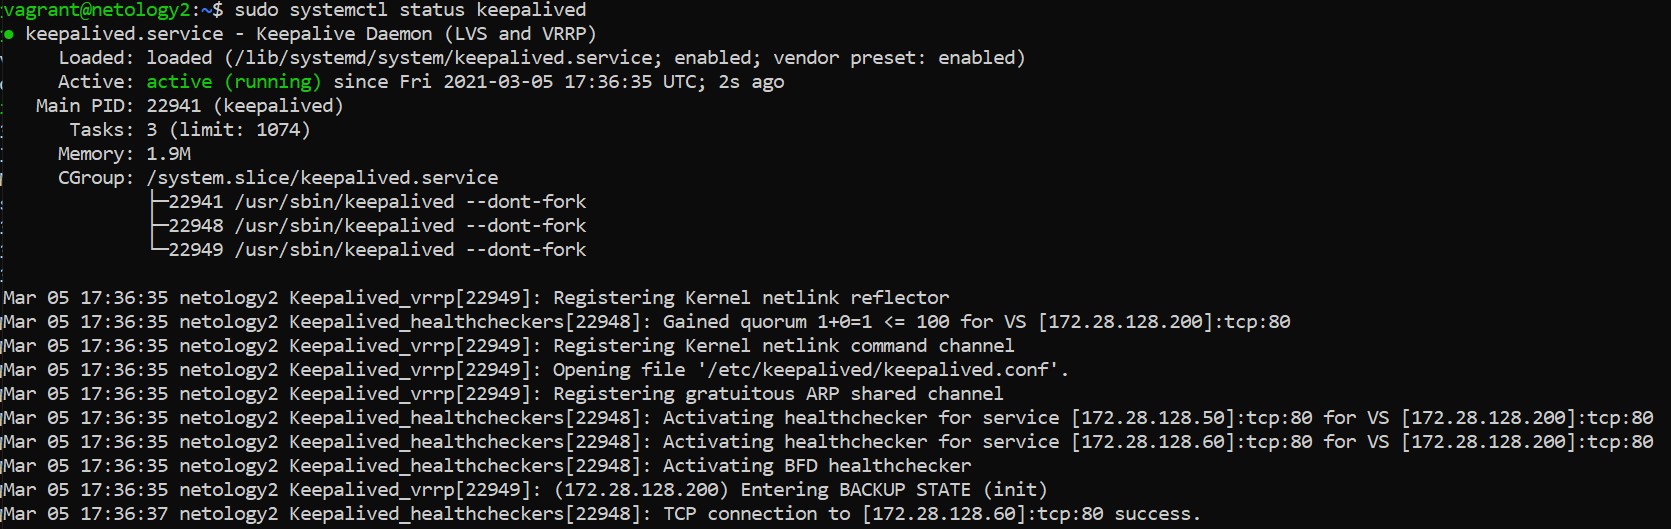 vagrant@netology2:~$ sudo systemctl status keepalived
● keepalived.service - Keepalive Daemon (LVS and VRRP)
     Loaded: loaded (/lib/systemd/system/keepalived.service; enabled; vendor preset: enabled)
     Active: active (running) since Fri 2021-03-05 17:36:35 UTC; 2s ago
   Main PID: 22941 (keepalived)
      Tasks: 3 (limit: 1074)
     Memory: 1.9M
     CGroup: /system.slice/keepalived.service
             ├─22941 /usr/sbin/keepalived --dont-fork
             ├─22948 /usr/sbin/keepalived --dont-fork
             └─22949 /usr/sbin/keepalived --dont-fork
Mar 05 17:36:35 netology2 Keepalived_vrrp[22949]: Registering Kernel netlink reflector
Mar 05 17:36:35 netology2 Keepalived_healthcheckers[22948]: Gained quorum 1+0=1 <= 100 for VS [172.28.128.200]:tcp:80
Mar 05 17:36:35 netology2 Keepalived_vrrp[22949]: Registering Kernel netlink command channel
Mar 05 17:36:35 netology2 Keepalived_vrrp[22949]: Opening file '/etc/keepalived/keepalived.conf'.
Mar 05 17:36:35 netology2 Keepalived_vrrp[22949]: Registering gratuitous ARP shared channel
Mar 05 17:36:35 netology2 Keepalived_healthcheckers[22948]: Activating healthchecker for service [172.28.128.50]:tcp:80 for VS [172.28.128.200]:tcp:80
Mar 05 17:36:35 netology2 Keepalived_healthcheckers[22948]: Activating healthchecker for service [172.28.128.60]:tcp:80 for VS [172.28.128.200]:tcp:80
Mar 05 17:36:35 netology2 Keepalived_healthcheckers[22948]: Activating BFD healthchecker
Mar 05 17:36:35 netology2 Keepalived_vrrp[22949]: (172.28.128.200) Entering BACKUP STATE (init)
Mar 05 17:36:37 netology2 Keepalived_healthcheckers[22948]: TCP connection to [172.28.128.60]:tcp:80 success.